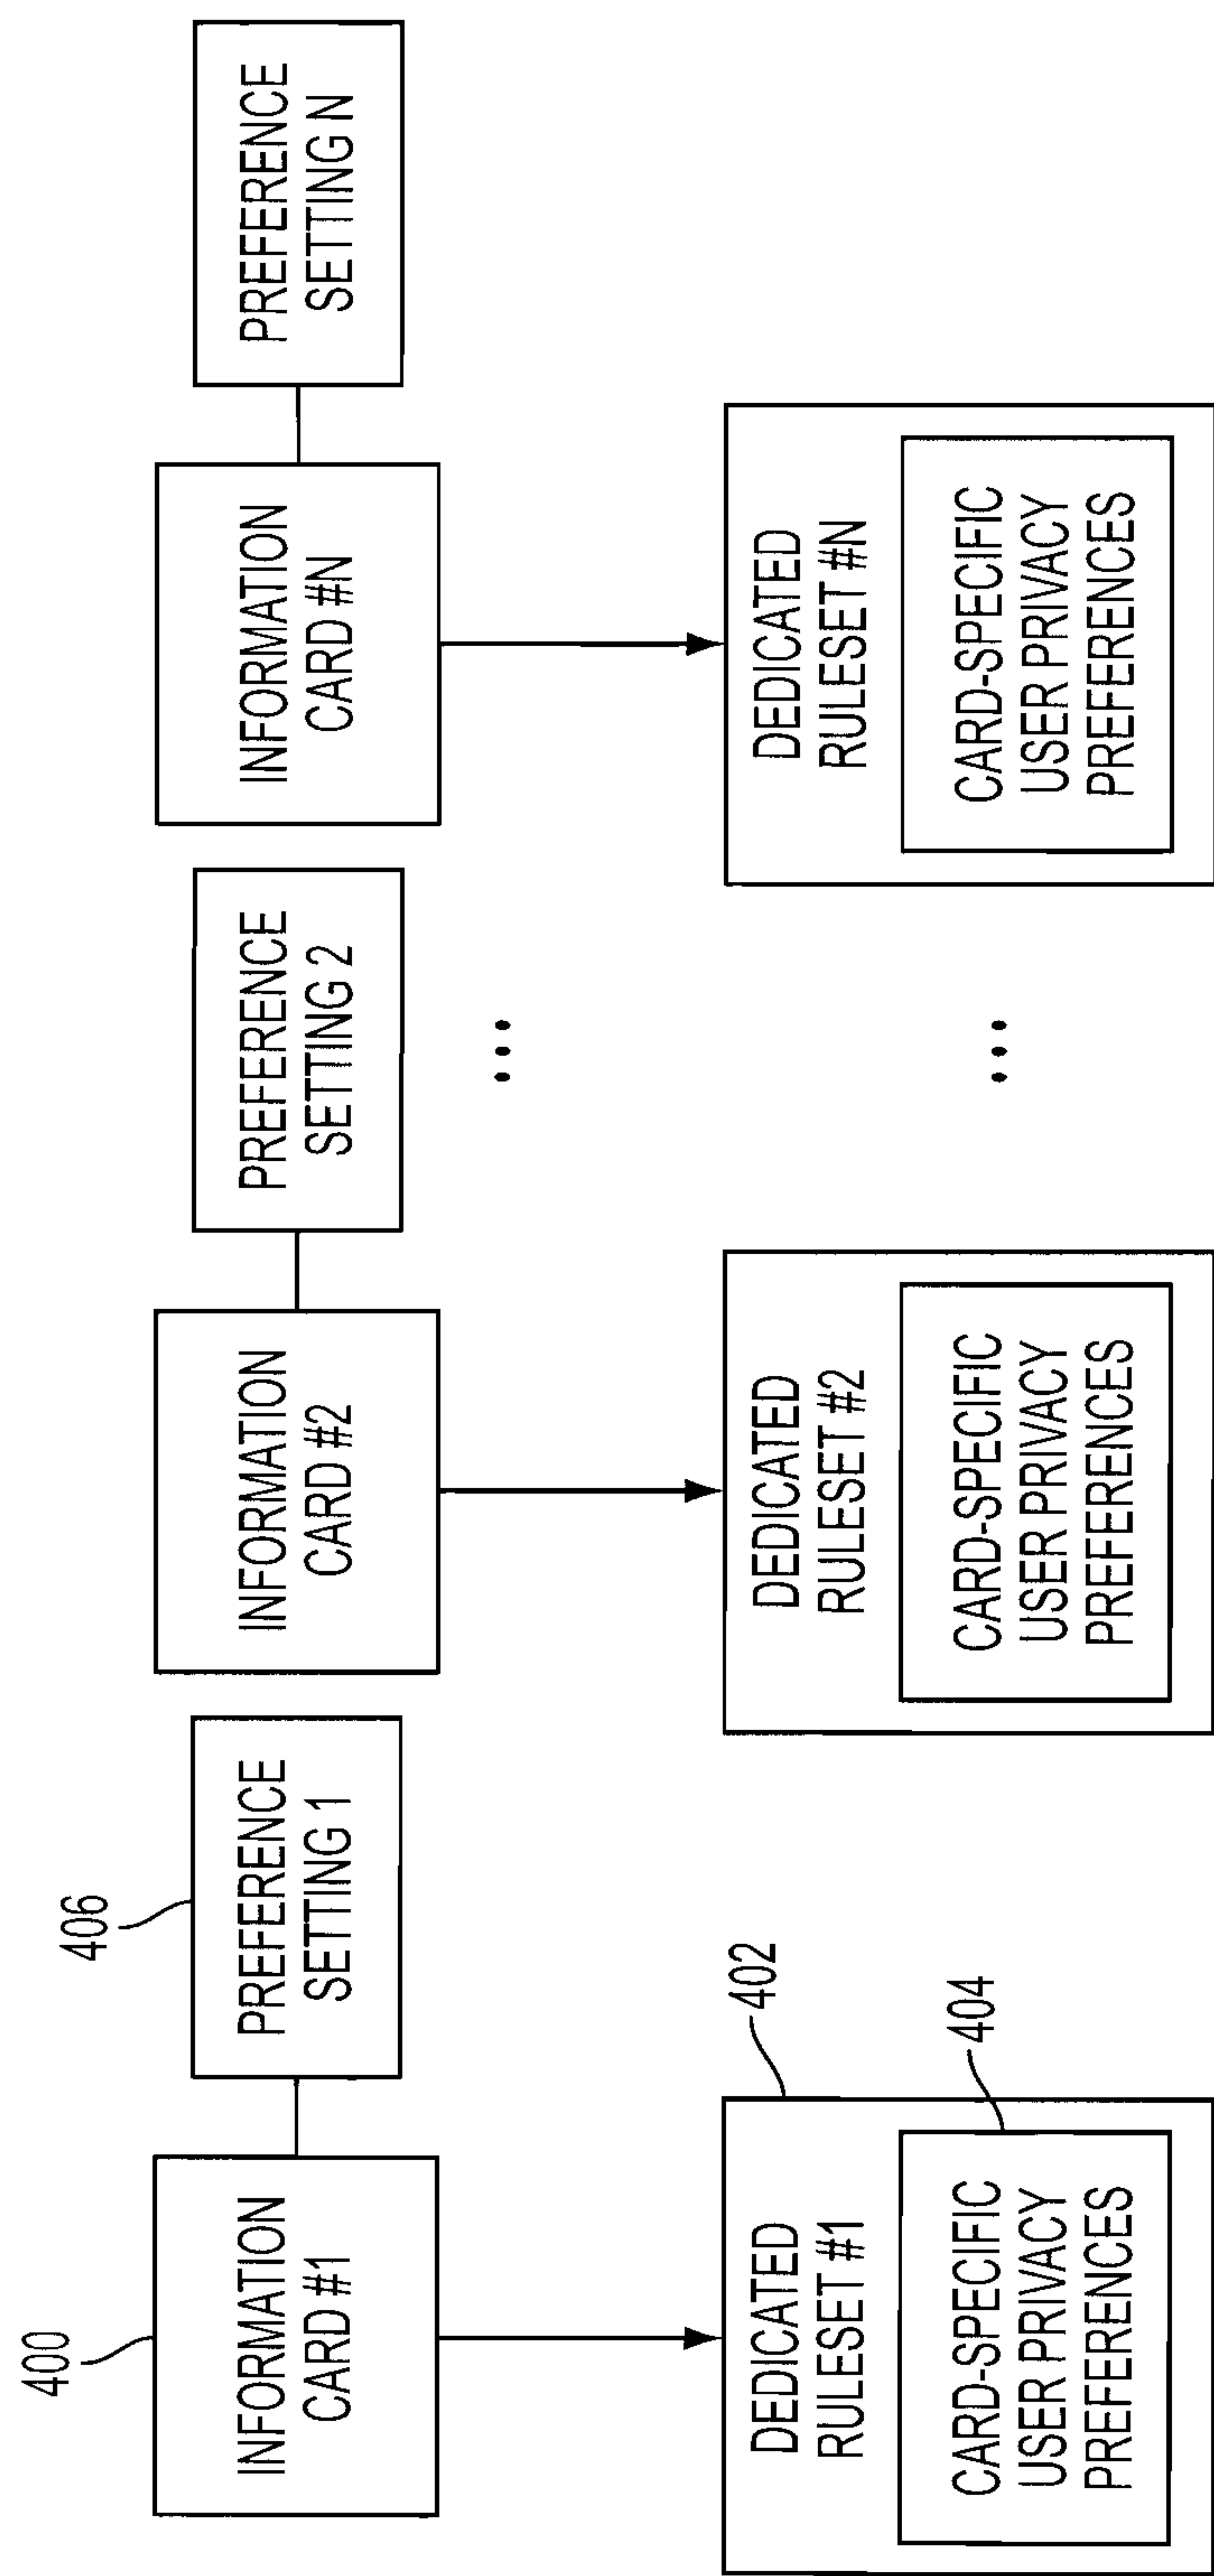 400
INFORMATION
CARD #1
406
PREFERENCE
SETTING 1
INFORMATION
CARD #2
PREFERENCE
SETTING 2
INFORMATION
CARD #N
PREFERENCE
SETTING N
...
402
DEDICATED
RULESET #1
404
CARD-SPECIFIC
USER PRIVACY
PREFERENCES
DEDICATED
RULESET #2
CARD-SPECIFIC
USER PRIVACY
PREFERENCES
...
DEDICATED
RULESET #N
CARD-SPECIFIC
USER PRIVACY
PREFERENCES